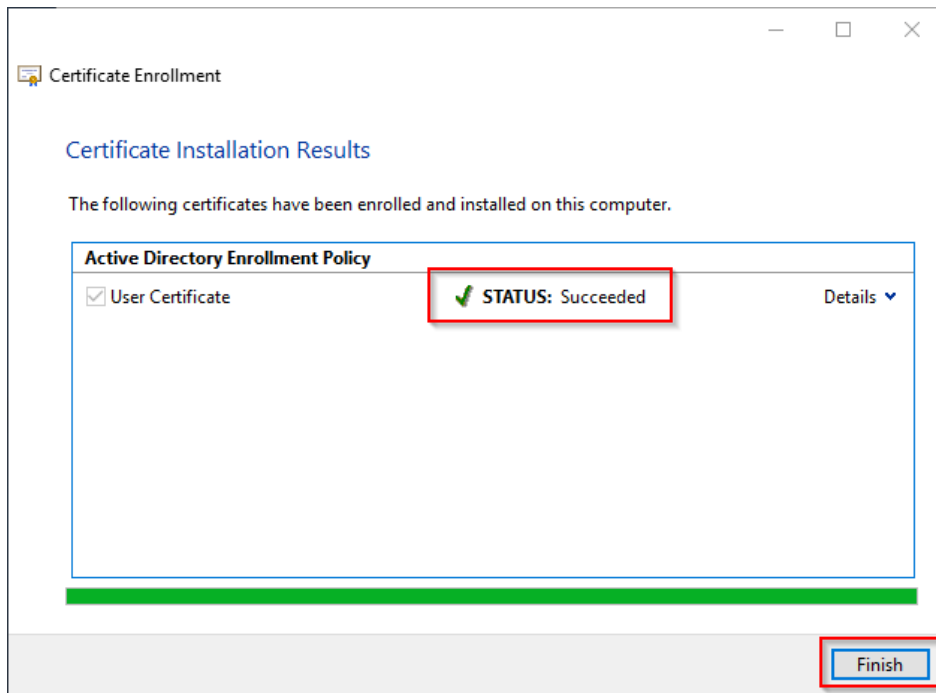 Certificate Enrollment
Certificate Installation Results
The following certificates have been enrolled and installed on this computer.
Active Directory Enrollment Policy
User Certificate STATUS: Succeeded Details
Finish